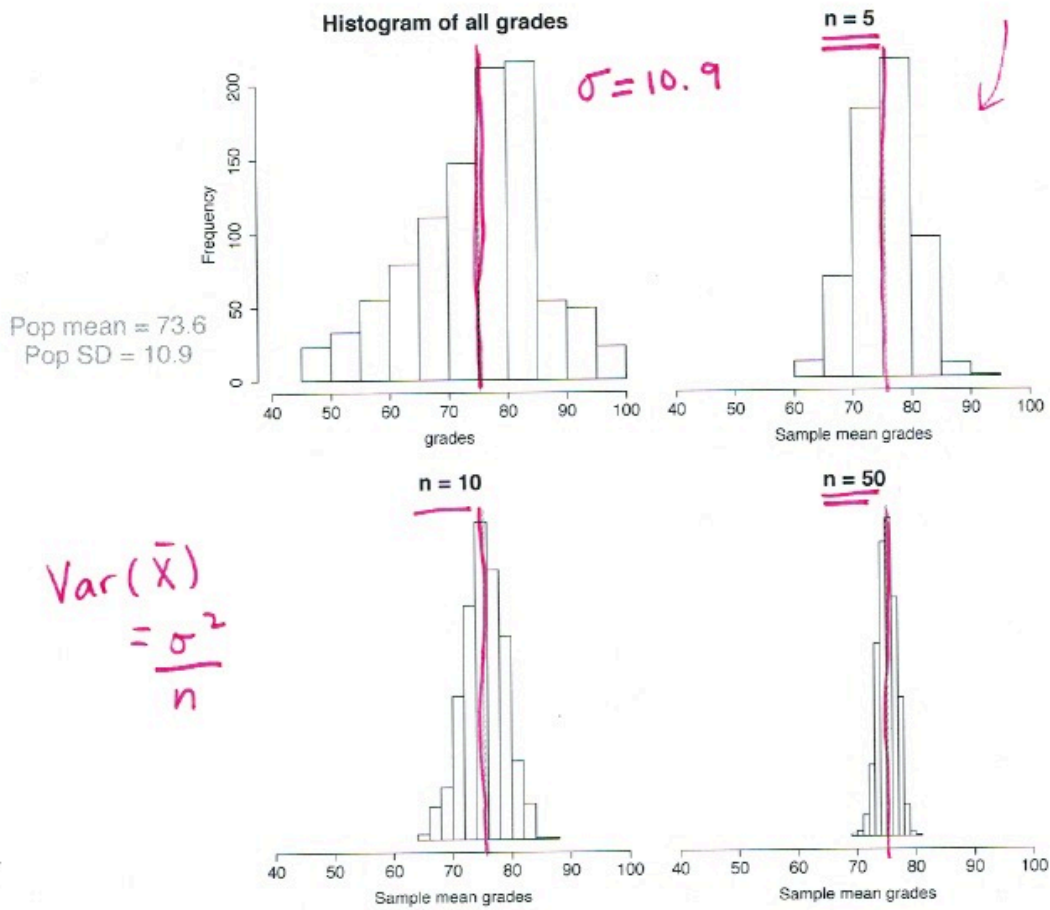 Histogram of all grades
σ = 10.9
Frequency
0 50 100 150 200
40 50 60 70 80 90 100
grades
n = 5
40 50 60 70 80 90 100
Sample mean grades
Pop mean = 73.6
Pop SD = 10.9
n = 10
40 50 60 70 80 90 100
Sample mean grades
n = 50
40 50 60 70 80 90 100
Sample mean grades
Var(X̄)
= σ²
n